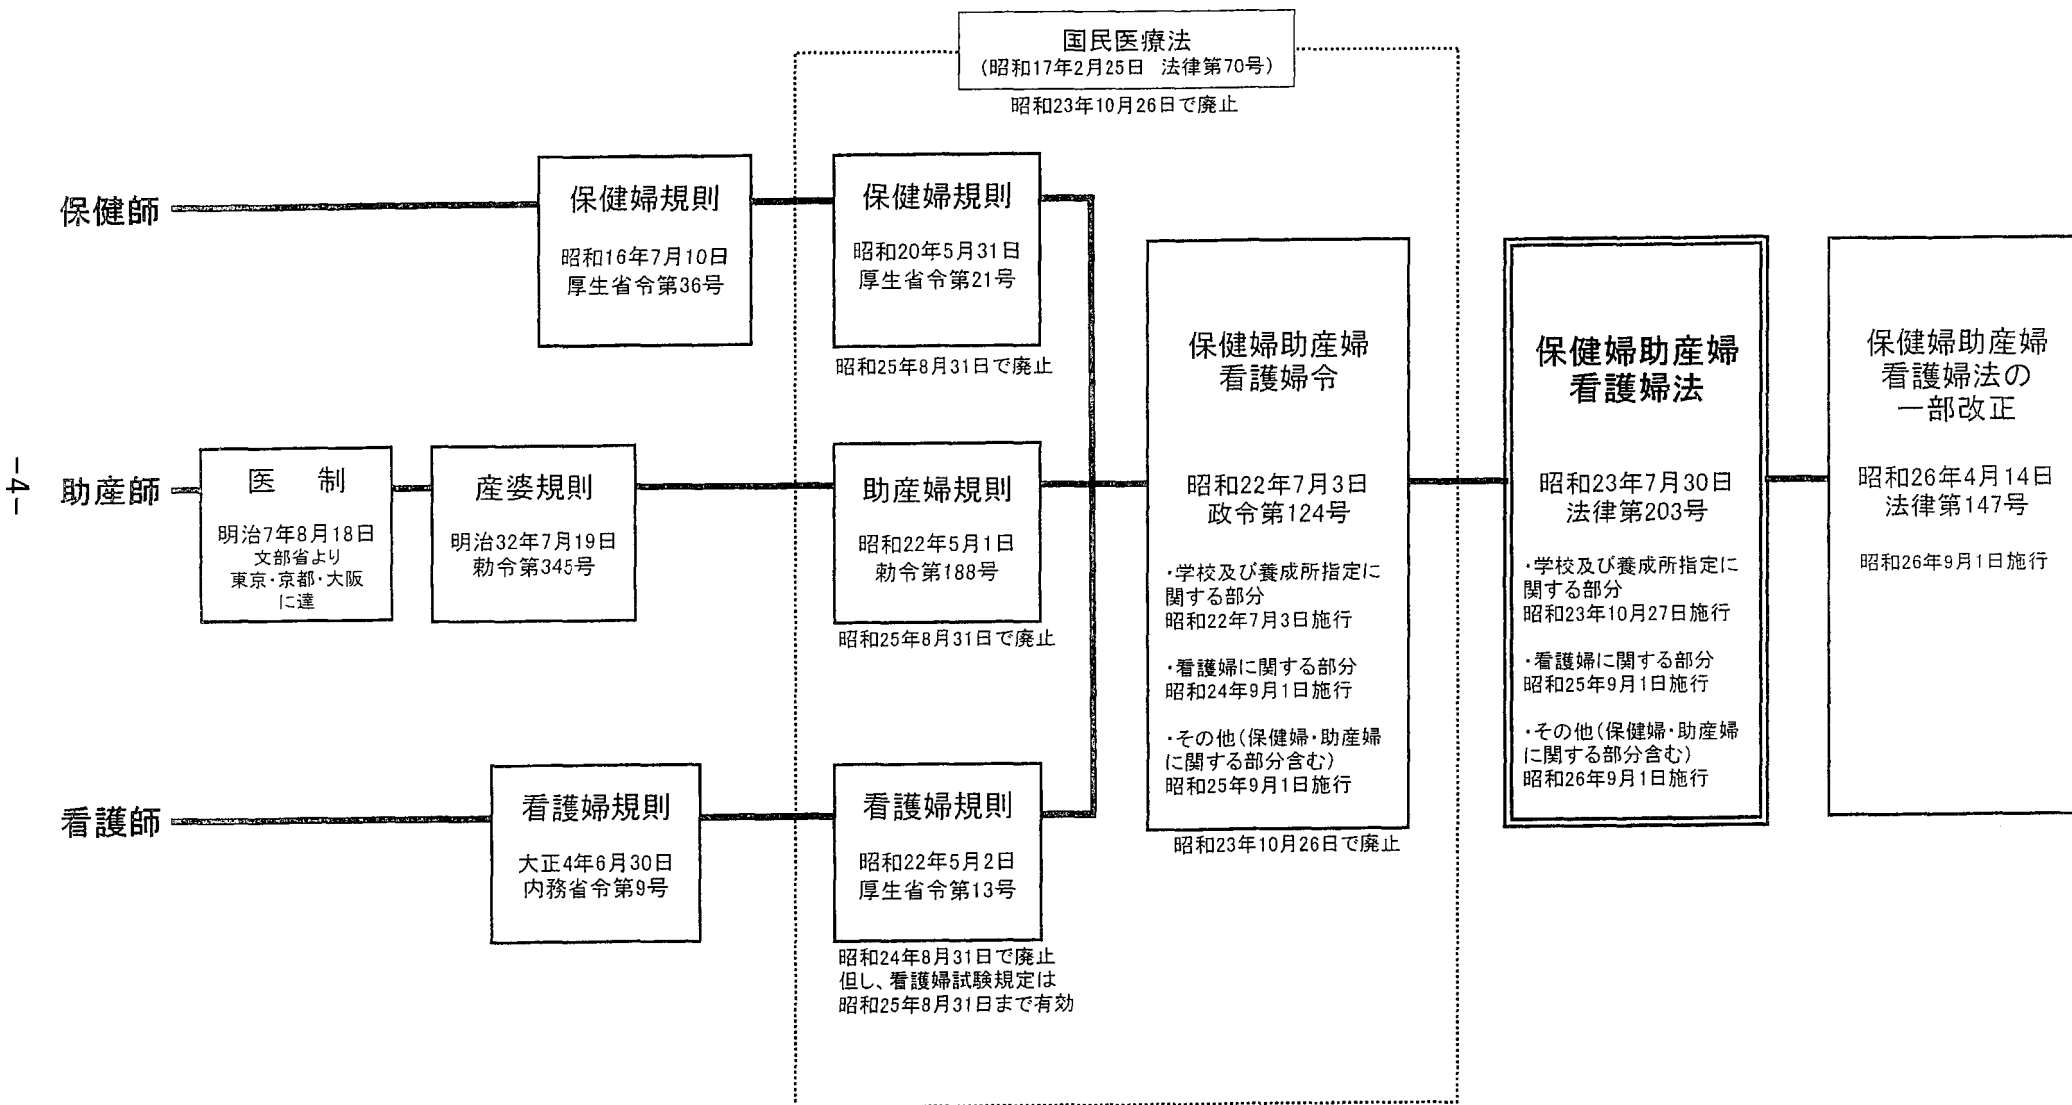 国民医療法
(昭和17年2月25日 法律第70号)
昭和23年10月26日で廃止
保健師
保健婦規則
昭和16年7月10日
厚生省令第36号
保健婦規則
昭和20年5月31日
厚生省令第21号
昭和25年8月31日で廃止
-4-
助産師
医 制
明治7年8月18日
文部省より
東京・京都・大阪
に達
産婆規則
明治32年7月19日
勅令第345号
助産婦規則
昭和22年5月1日
勅令第188号
昭和25年8月31日で廃止
看護師
看護婦規則
大正4年6月30日
内務省令第9号
看護婦規則
昭和22年5月2日
厚生省令第13号
昭和24年8月31日で廃止
但し、看護婦試験規定は
昭和25年8月31日まで有効
保健婦助産婦
看護婦令
昭和22年7月3日
政令第124号
・学校及び養成所指定に
関する部分
昭和22年7月3日施行
・看護婦に関する部分
昭和24年9月1日施行
・その他(保健婦・助産婦
に関する部分含む)
昭和25年9月1日施行
昭和23年10月26日で廃止
保健婦助産婦
看護婦法
昭和23年7月30日
法律第203号
・学校及び養成所指定に
関する部分
昭和23年10月27日施行
・看護婦に関する部分
昭和25年9月1日施行
・その他(保健婦・助産婦
に関する部分含む)
昭和26年9月1日施行
保健婦助産婦
看護婦法の
一部改正
昭和26年4月14日
法律第147号
昭和26年9月1日施行